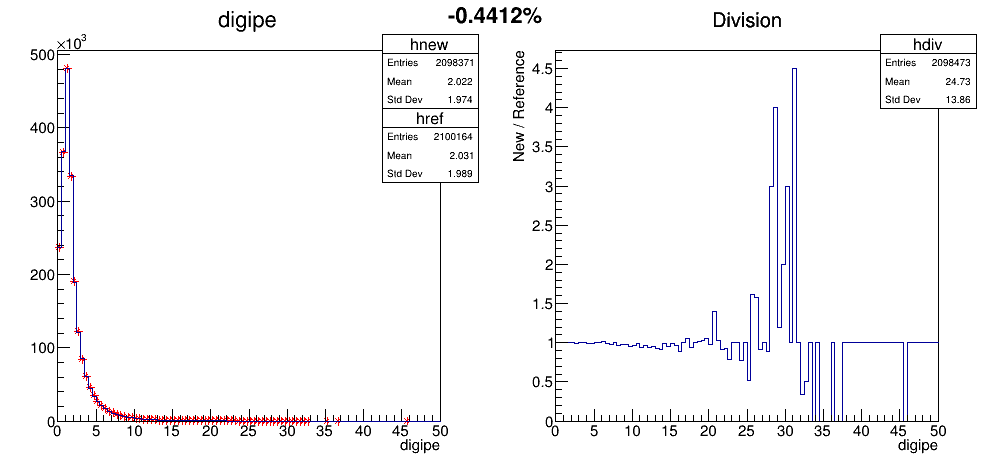 -0.4412%
digipe
×10³
hnew
Entries 2098371
Mean 2.022
Std Dev 1.974
href
Entries 2100164
Mean 2.031
Std Dev 1.989
500
400
300
200
100
0
0 5 10 15 20 25 30 35 40 45 50
digipe
Division
hdiv
Entries 2098473
Mean 24.73
Std Dev 13.86
New / Reference
4.5
4
3.5
3
2.5
2
1.5
1
0.5
0
0 5 10 15 20 25 30 35 40 45 50
digipe